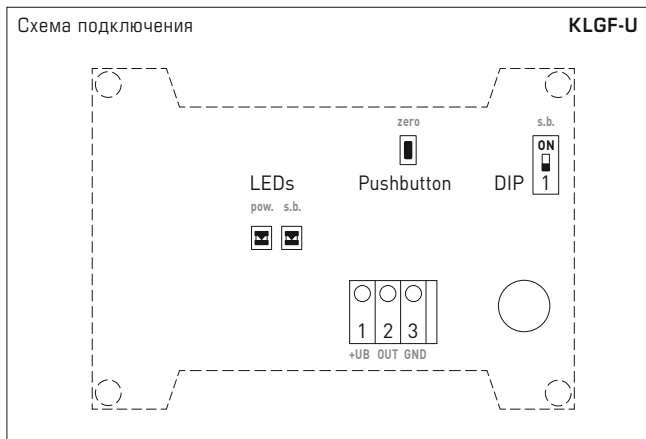 Схема подключения KLGF-U
zero s.b.
ON
LEDs Pushbutton DIP 1
pow. s.b.
1 2 3
+UB OUT GND